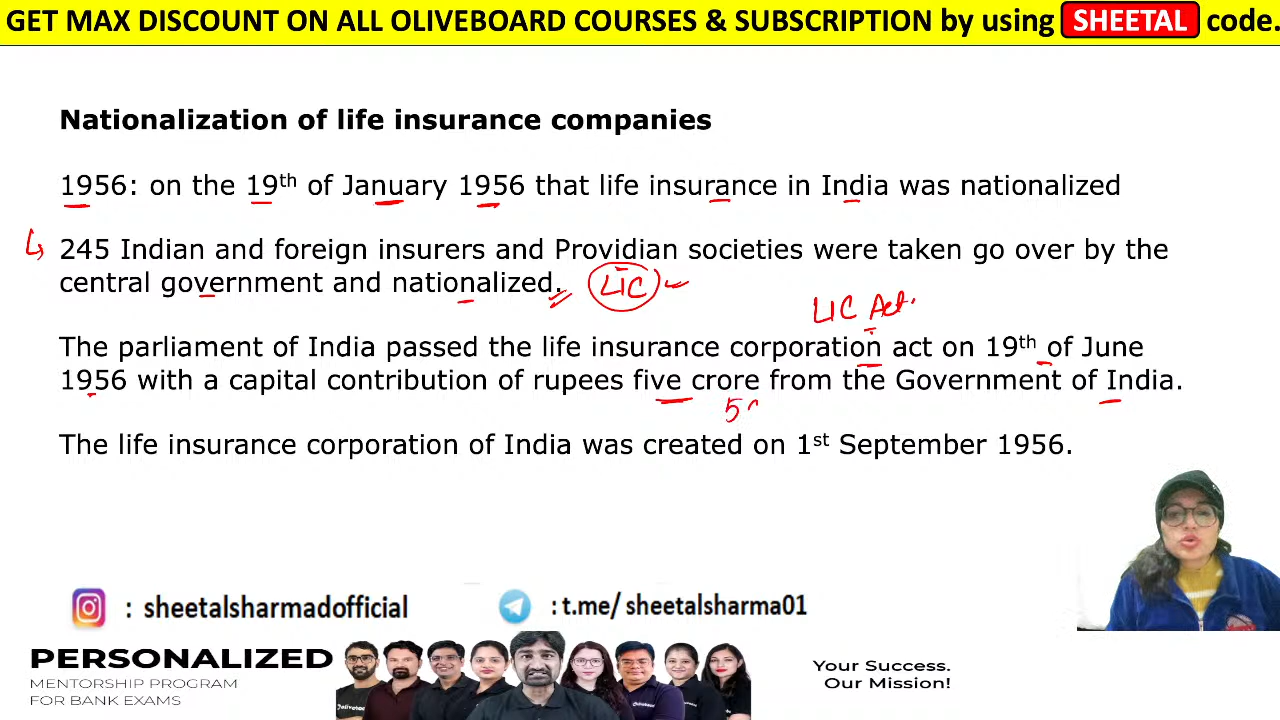 GET MAX DISCOUNT ON ALL OLIVEBOARD COURSES & SUBSCRIPTION by using SHEETAL code.
Nationalization of life insurance companies
1956: on the 19th of January 1956 that life insurance in India was nationalized
245 Indian and foreign insurers and Providian societies were taken go over by the
central government and nationalized. LIC
LIC Act.
The parliament of India passed the life insurance corporation act on 19th of June
1956 with a capital contribution of rupees five crore from the Government of India.
5
The life insurance corporation of India was created on 1st September 1956.
: sheetalsharmadofficial
: t.me/ sheetalsharma01
PERSONALIZED
MENTORSHIP PROGRAM
FOR BANK EXAMS
Your Success.
Our Mission!